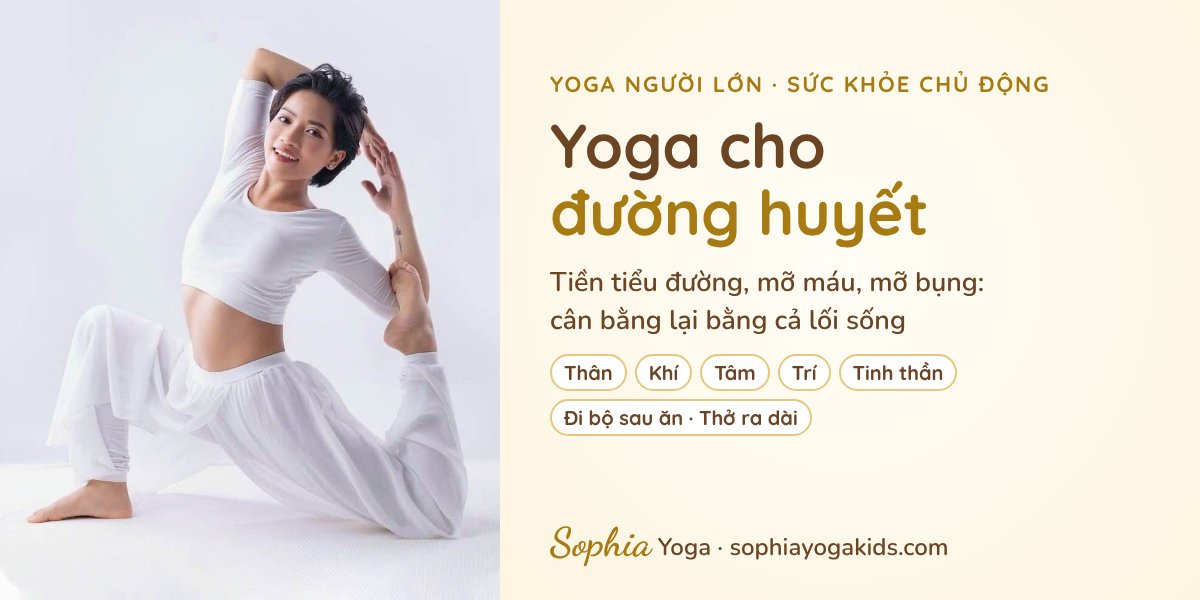 YOGA NGƯỜI LỚN · SỨC KHỎE CHỦ ĐỘNG
Yoga cho
đường huyết
Tiền tiểu đường, mỡ máu, mỡ bụng:
cân bằng lại bằng cả lối sống
Thân Khí Tâm Trí Tinh thần
Đi bộ sau ăn · Thở ra dài
Sophia Yoga · sophiayogakids.com